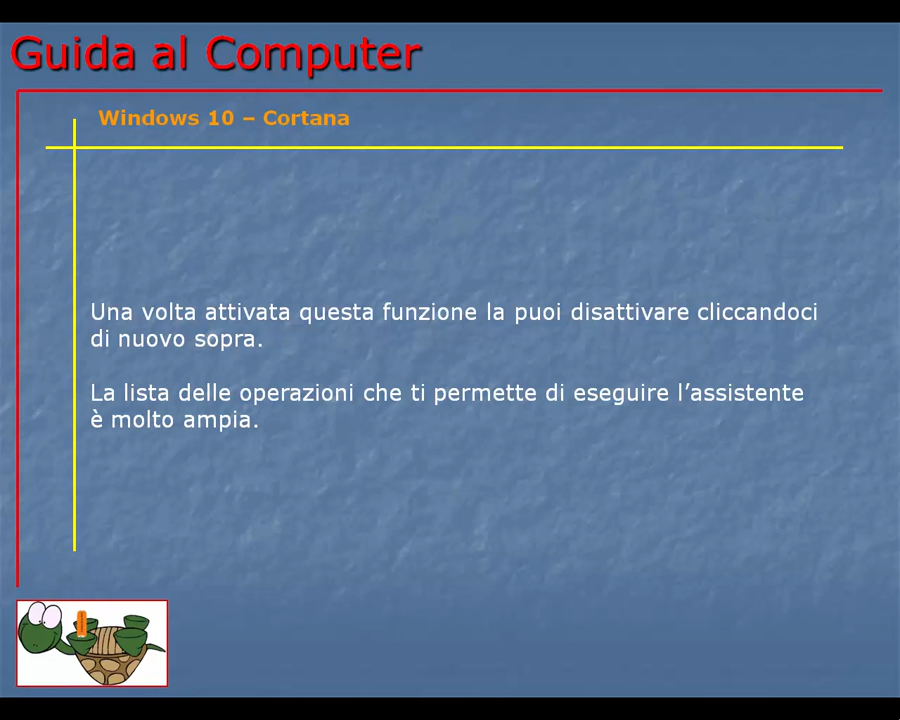 Guida al Computer
Windows 10 – Cortana
Una volta attivata questa funzione la puoi disattivare cliccandoci
di nuovo sopra.
La lista delle operazioni che ti permette di eseguire l’assistente
è molto ampia.